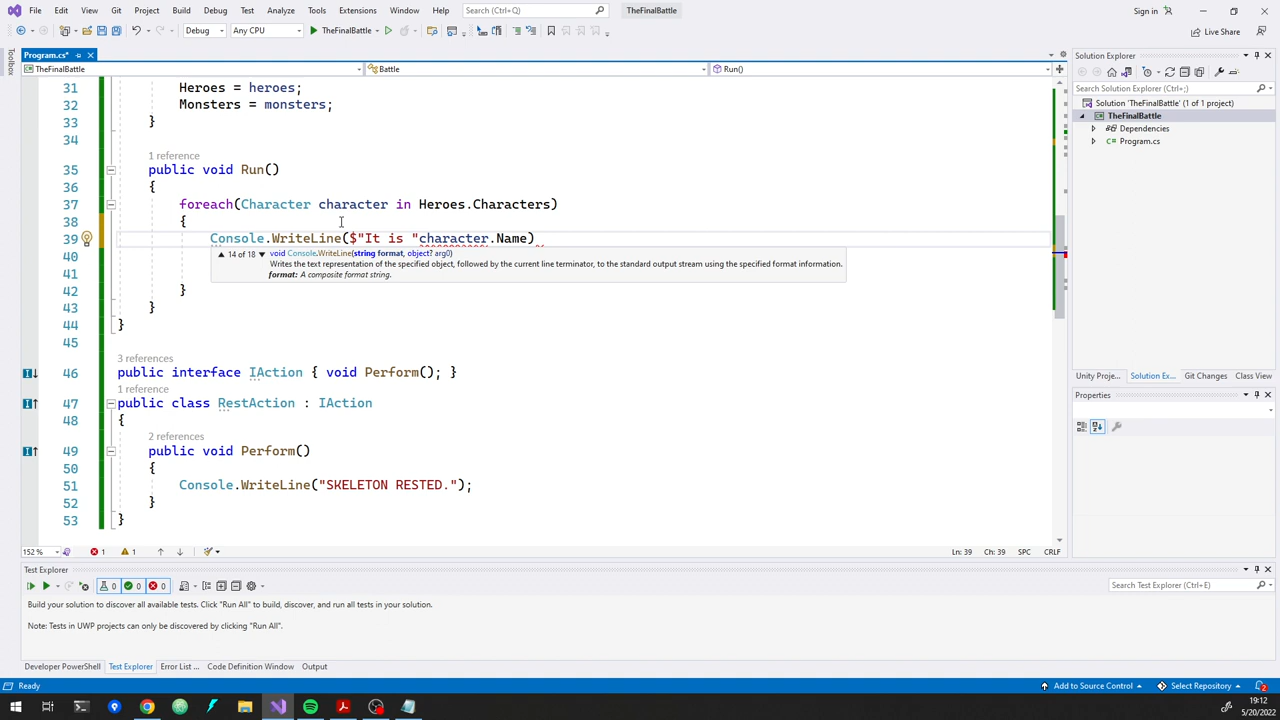 File Edit View Git Project Build Debug Test Analyze Tools Extensions Window Help Search (Ctrl+Q) TheFinalBattle Sign in
Debug Any CPU TheFinalBattle Live Share
Toolbox
Program.cs*
TheFinalBattle Battle Run()
31 Heroes = heroes;
32 Monsters = monsters;
33 }
34
1 reference
35 public void Run()
36 {
37 foreach(Character character in Heroes.Characters)
38 {
39 Console.WriteLine($"It is "character.Name)
40 14 of 18 void Console.WriteLine(string format, object? arg0)
Writes the text representation of the specified object, followed by the current line terminator, to the standard output stream using the specified format information.
41 format: A composite format string.
42 }
43 }
44 }
45
3 references
46 public interface IAction { void Perform(); }
1 reference
47 public class RestAction : IAction
48 {
2 references
49 public void Perform()
50 {
51 Console.WriteLine("SKELETON RESTED.");
52 }
53 }
152 % 1 1 Ln: 39 Ch: 39 SPC CRLF
Solution Explorer
Search Solution Explorer (Ctrl+;)
Solution 'TheFinalBattle' (1 of 1 project)
TheFinalBattle
Dependencies
Program.cs
Unity Proje... Solution Ex... Git Changes Class View
Properties
Test Explorer
0 0 0 Search Test Explorer (Ctrl+E)
Build your solution to discover all available tests. Click "Run All" to build, discover, and run all tests in your solution.
Note: Tests in UWP projects can only be discovered by clicking "Run All".
Developer PowerShell Test Explorer Error List ... Code Definition Window Output
Ready Add to Source Control Select Repository 2
19:12
5/20/2022